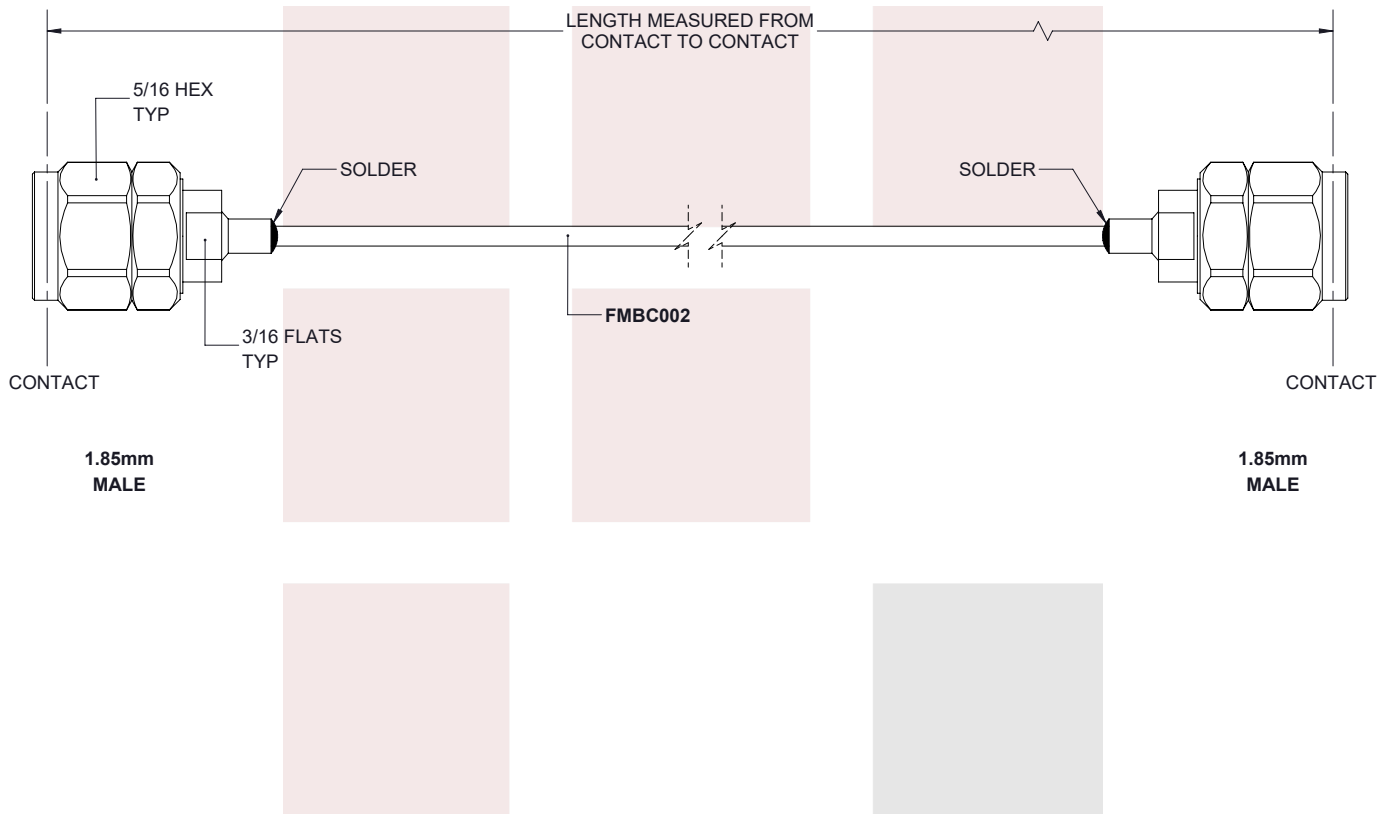 LENGTH MEASURED FROM
CONTACT TO CONTACT
5/16 HEX
TYP
SOLDER
SOLDER
FMBC002
3/16 FLATS
TYP
CONTACT
CONTACT
1.85mm
MALE
1.85mm
MALE